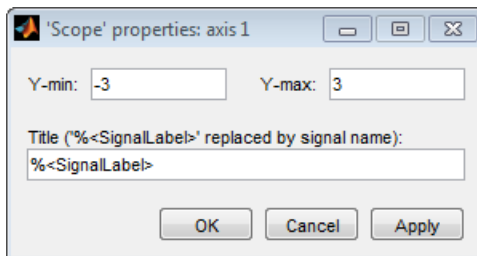 'Scope' properties: axis 1
Y-min: -3 Y-max: 3
Title ('%<SignalLabel>' replaced by signal name):
%<SignalLabel>
OK Cancel Apply